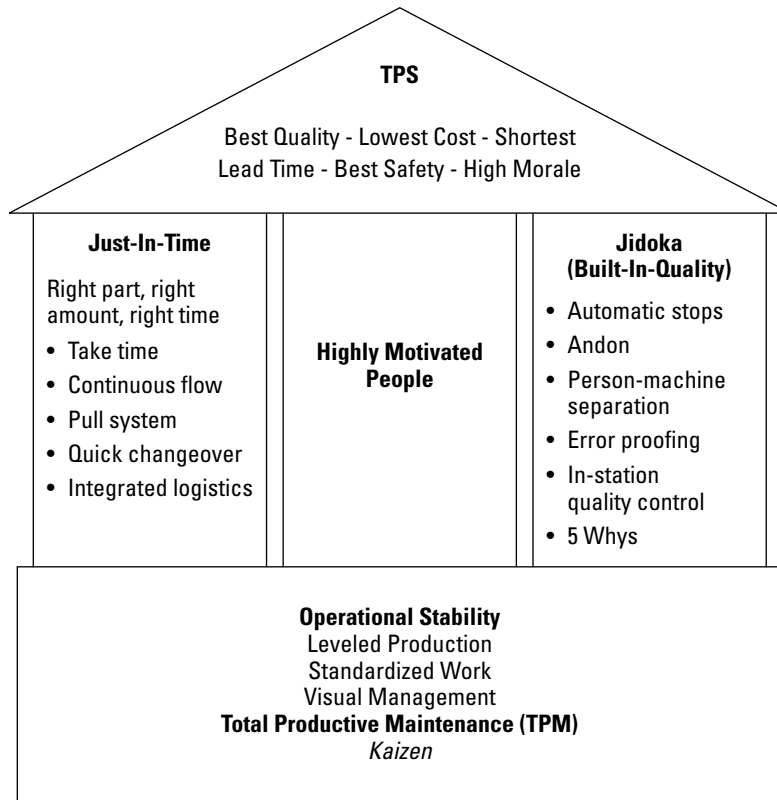 TPS
Best Quality - Lowest Cost - Shortest
Lead Time - Best Safety - High Morale
Just-In-Time
Right part, right
amount, right time
• Take time
• Continuous flow
• Pull system
• Quick changeover
• Integrated logistics
Highly Motivated
People
Jidoka
(Built-In-Quality)
• Automatic stops
• Andon
• Person-machine
separation
• Error proofing
• In-station
quality control
• 5 Whys
Operational Stability
Leveled Production
Standardized Work
Visual Management
Total Productive Maintenance (TPM)
Kaizen